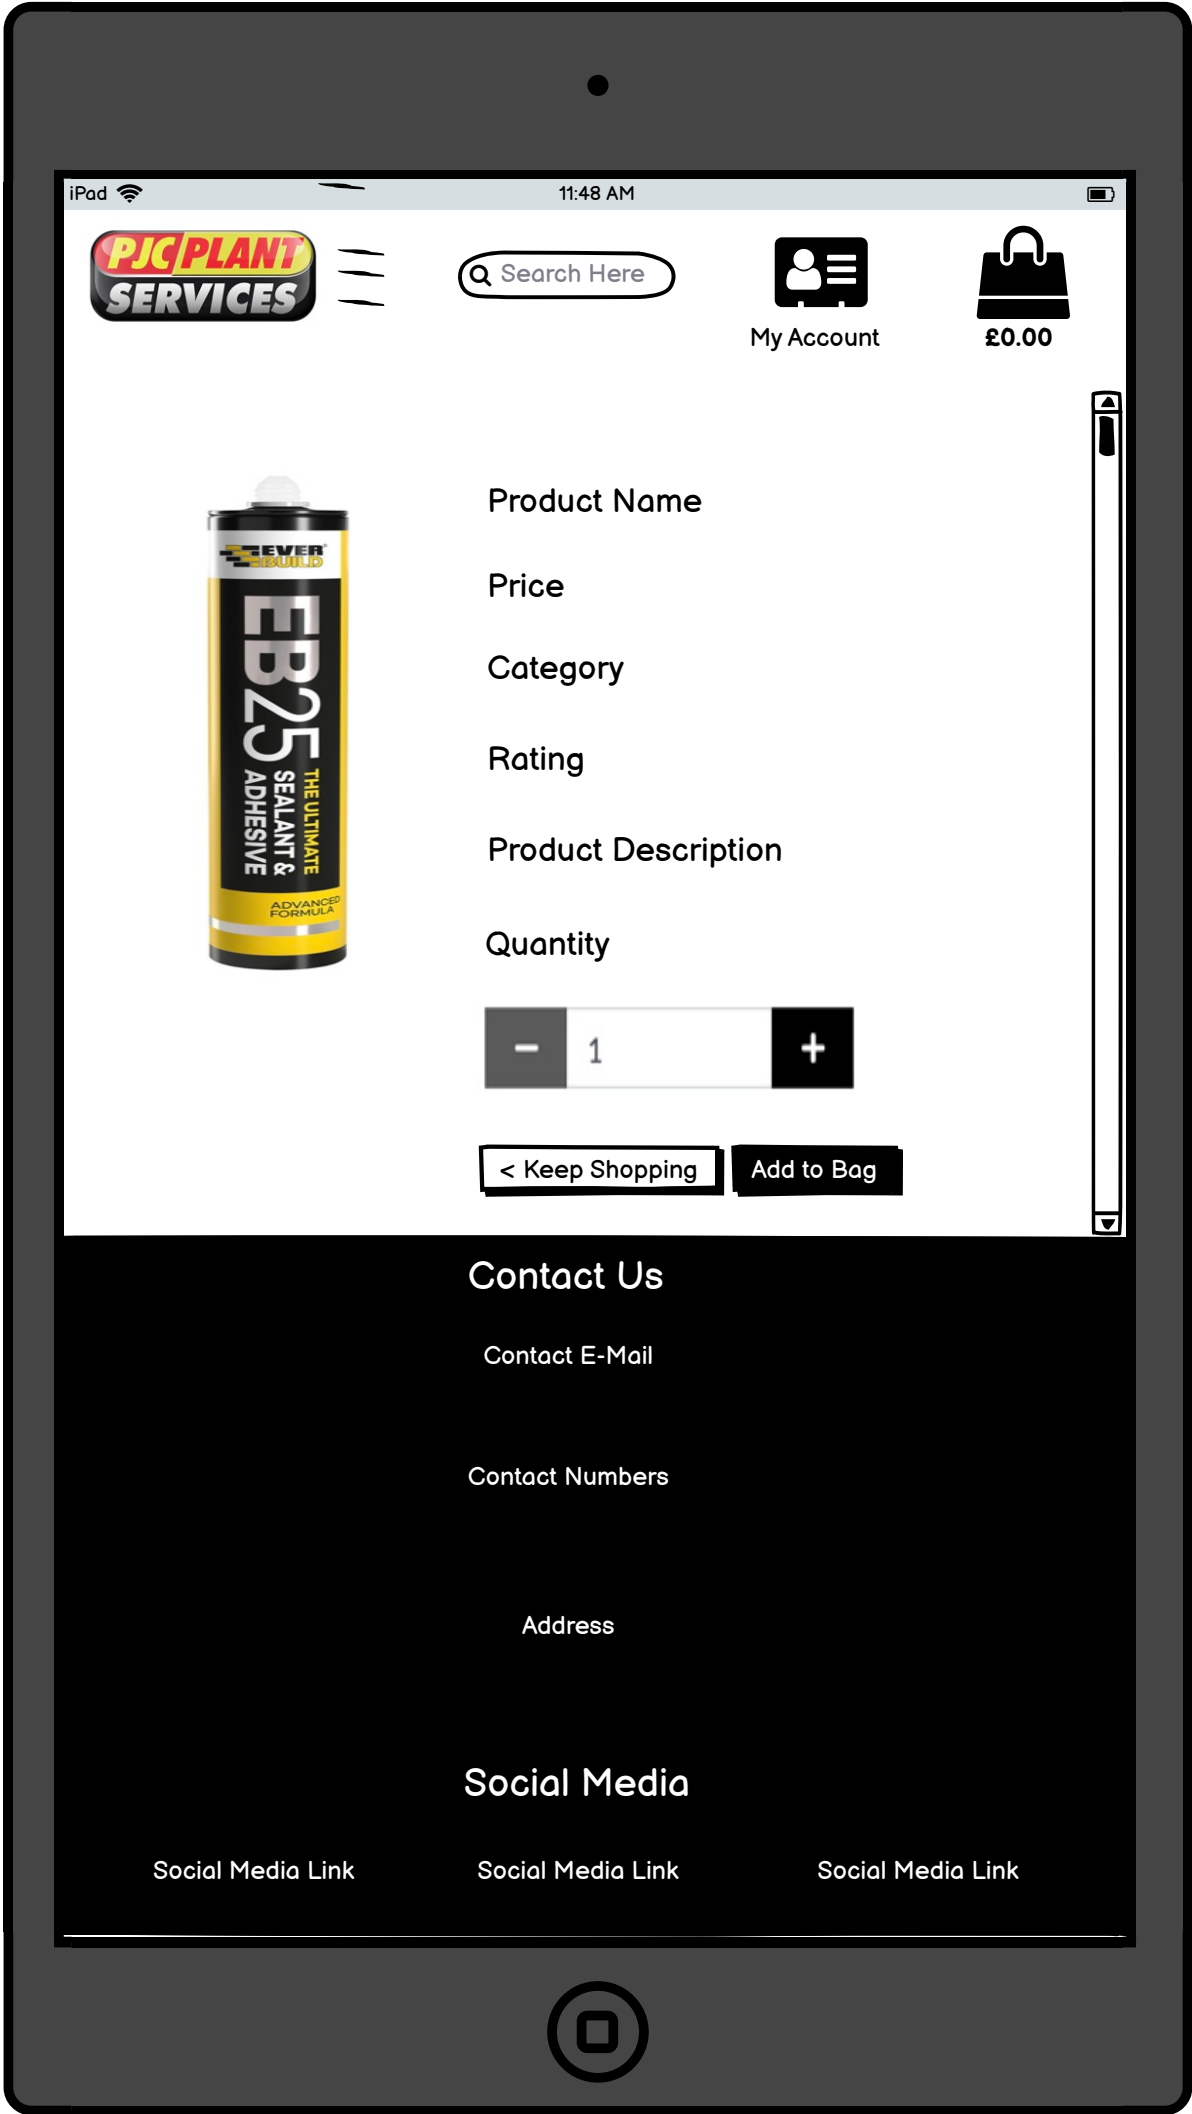 iPad
11:48 AM
PJC PLANT
SERVICES
Search Here
My Account
£0.00
EVER
BUILD
EB25
THE ULTIMATE
SEALANT &
ADHESIVE
ADVANCED
FORMULA
Product Name
Price
Category
Rating
Product Description
Quantity
− 1 +
< Keep Shopping
Add to Bag
Contact Us
Contact E-Mail
Contact Numbers
Address
Social Media
Social Media Link
Social Media Link
Social Media Link